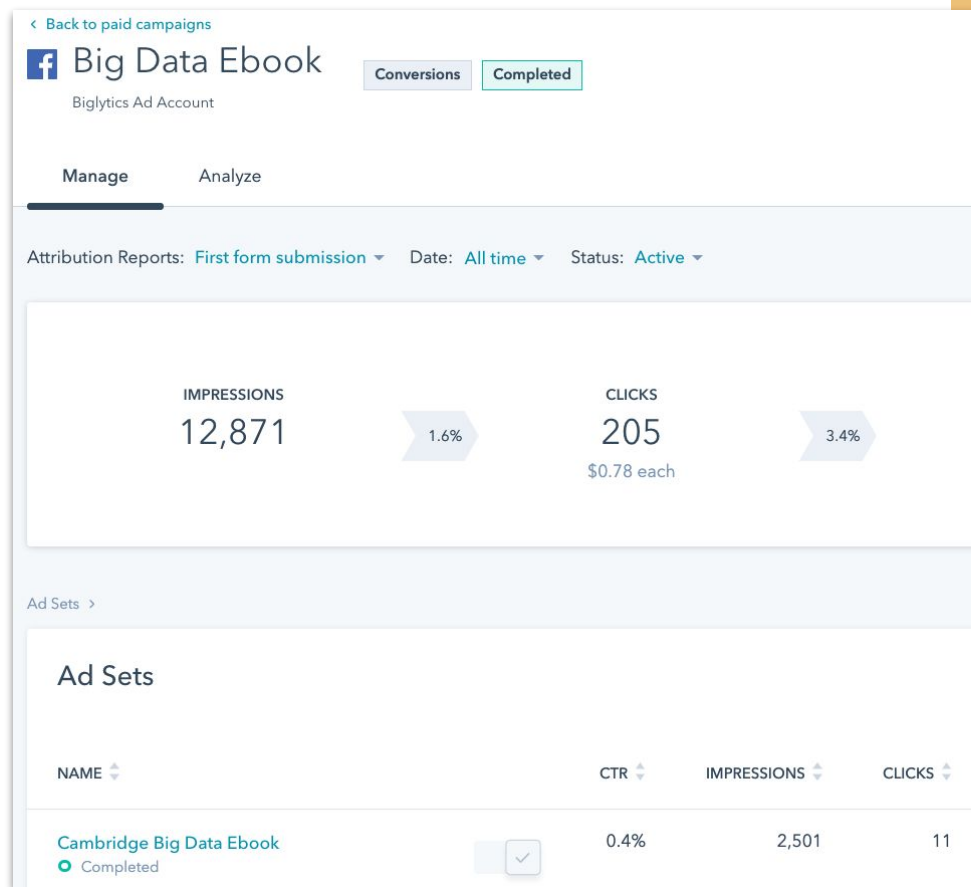 < Back to paid campaigns
Big Data Ebook
Conversions
Completed
Biglytics Ad Account
Manage
Analyze
Attribution Reports: First form submission Date: All time Status: Active
IMPRESSIONS
12,871
1.6%
CLICKS
205
$0.78 each
3.4%
Ad Sets >
Ad Sets
NAME CTR IMPRESSIONS CLICKS
Cambridge Big Data Ebook 0.4% 2,501 11
Completed